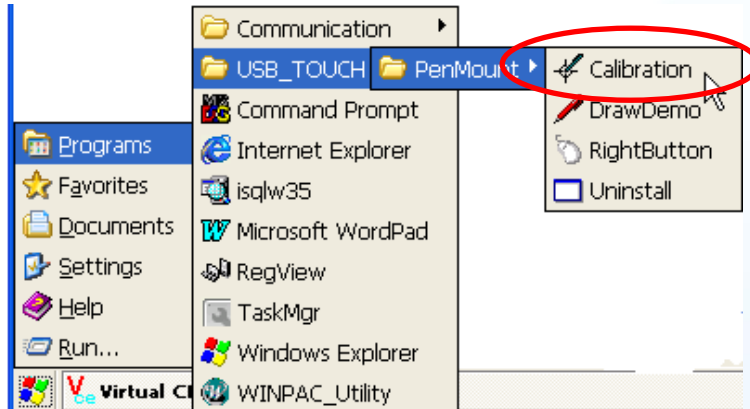 Communication
USB_TOUCH
PenMount
Calibration
Command Prompt
DrawDemo
Programs
Internet Explorer
RightButton
Favorites
isqlw35
Uninstall
Documents
Microsoft WordPad
Settings
RegView
Help
TaskMgr
Run...
Windows Explorer
Virtual
WINPAC_Utility